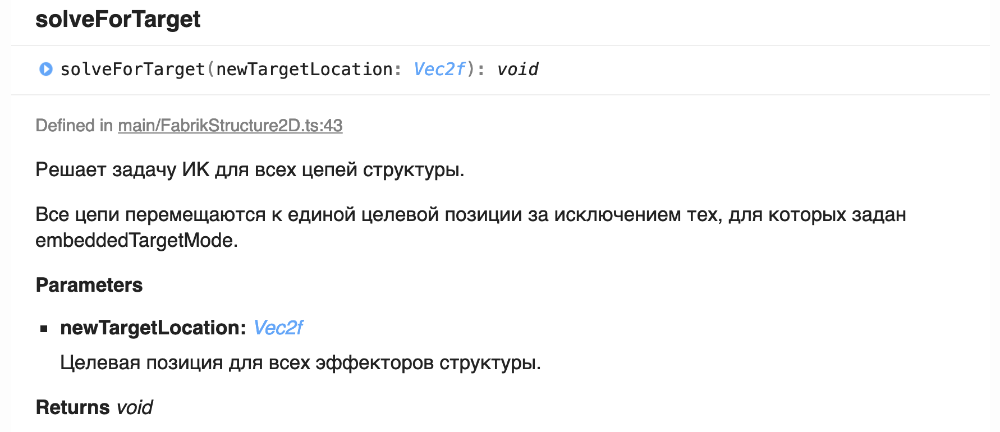 solveForTarget
solveForTarget(newTargetLocation: Vec2f): void
Defined in main/FabrikStructure2D.ts:43
Решает задачу ИК для всех цепей структуры.
Все цепи перемещаются к единой целевой позиции за исключением тех, для которых задан
embeddedTargetMode.
Parameters
newTargetLocation: Vec2f
Целевая позиция для всех эффекторов структуры.
Returns void